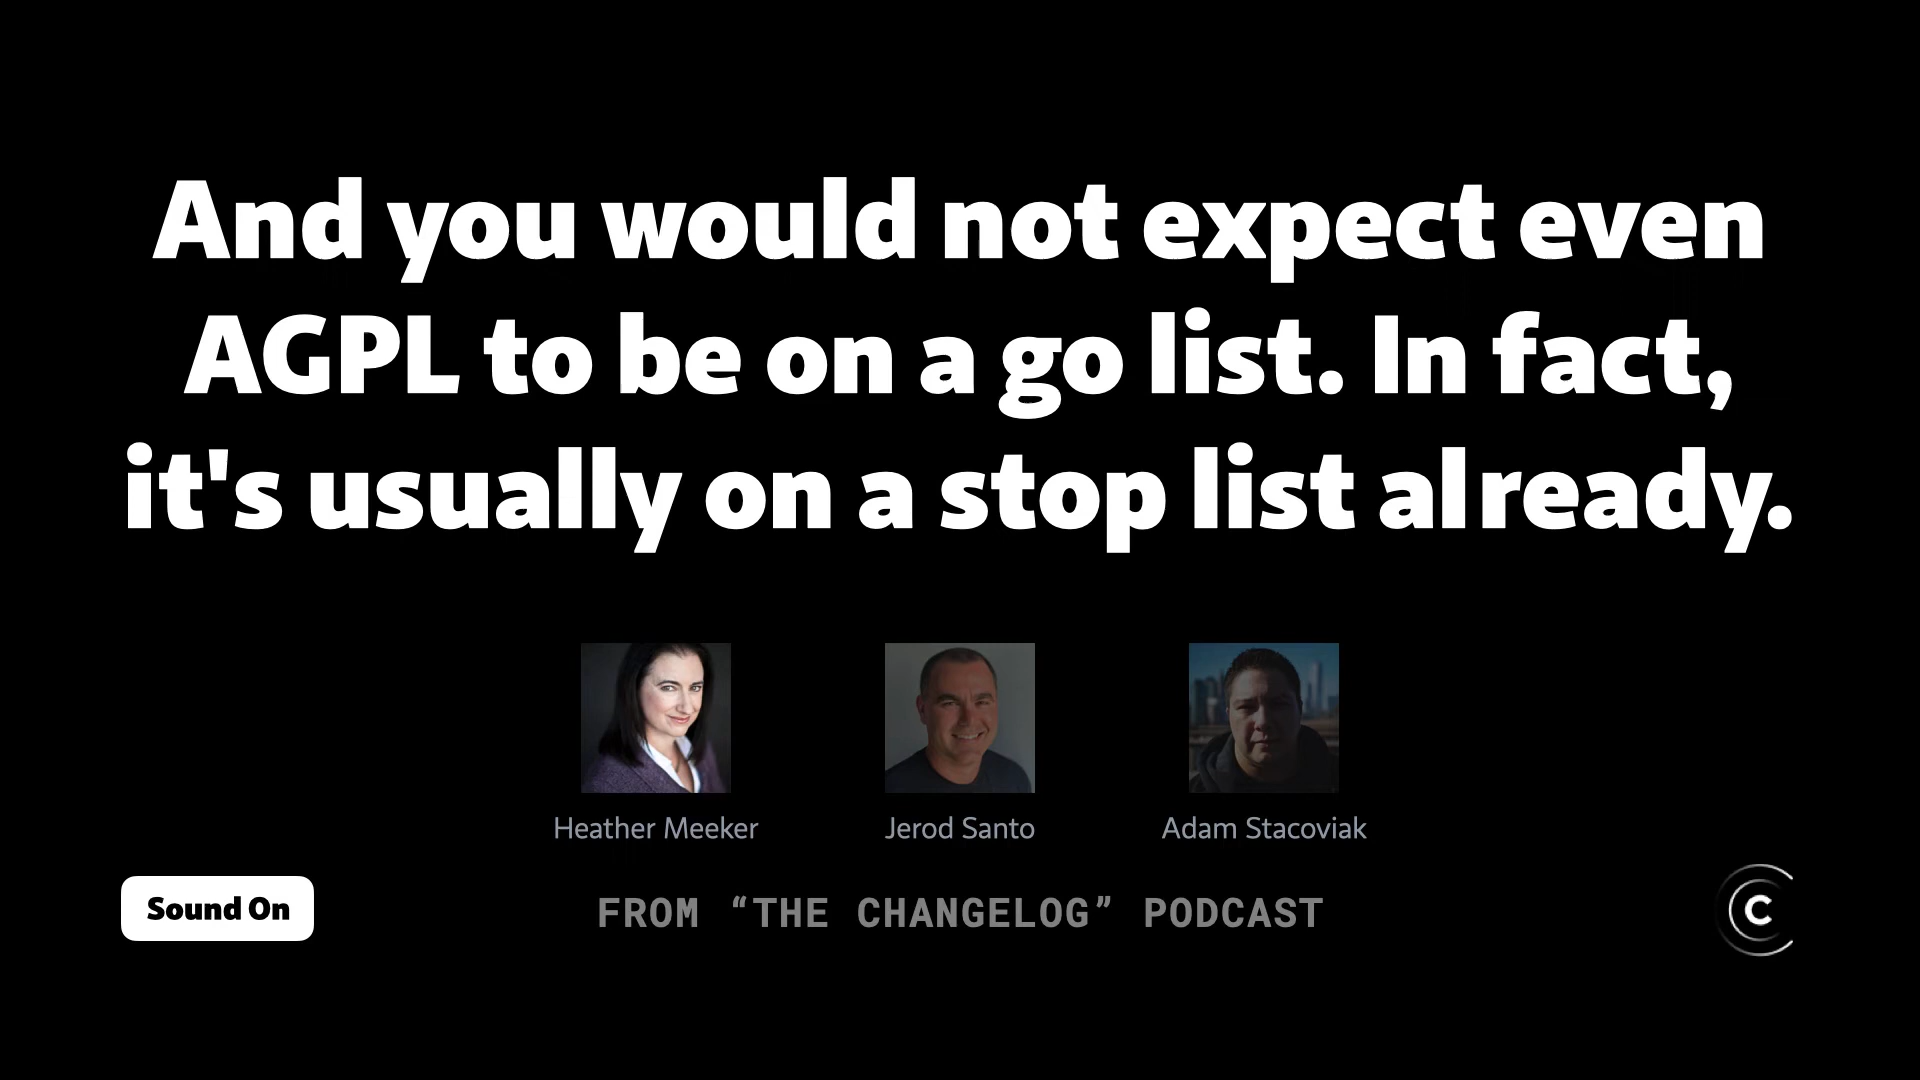 And you would not expect even
AGPL to be on a go list. In fact,
it's usually on a stop list already.
Heather Meeker
Jerod Santo
Adam Stacoviak
Sound On
FROM “THE CHANGELOG” PODCAST
C